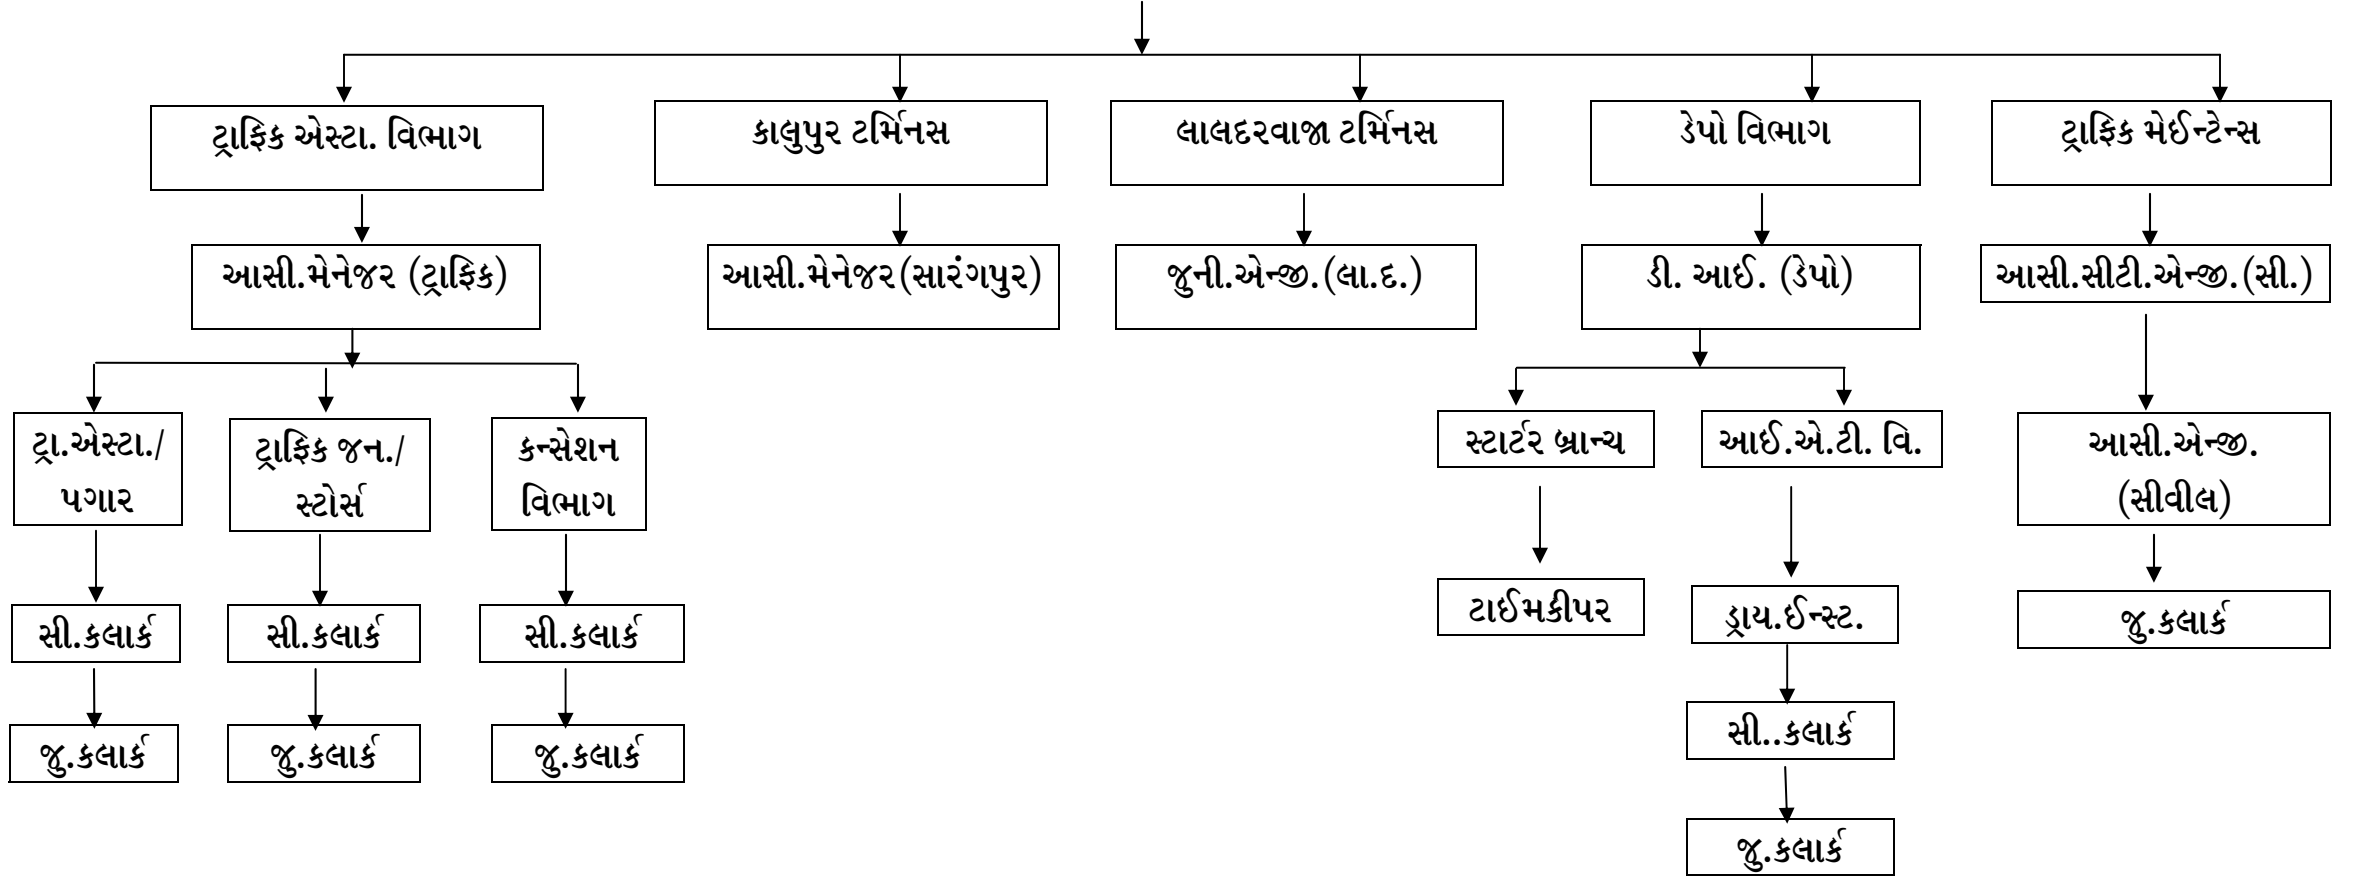 ટ્રાફિક એસ્ટા. વિભાગ
કાલુપુર ટર્મિનસ
લાલદરવાજા ટર્મિનસ
ડેપો વિભાગ
ટ્રાફિક મેઈન્ટેન્સ
આસી.મેનેજર (ટ્રાફિક)
આસી.મેનેજર(સારંગપુર)
જુની.એન્જી.(લા.દ.)
ડી. આઈ. (ડેપો)
આસી.સીટી.એન્જી.(સી.)
ટ્રા.એસ્ટા./
પગાર
ટ્રાફિક જન./
સ્ટોર્સ
કન્સેશન
વિભાગ
સ્ટાર્ટર બ્રાન્ચ
આઈ.એ.ટી. વિ.
આસી.એન્જી.
(સીવીલ)
સી.કલાર્ક
સી.કલાર્ક
સી.કલાર્ક
ટાઈમકીપર
ડ્રાય.ઈન્સ્ટ.
જુ.કલાર્ક
જુ.કલાર્ક
જુ.કલાર્ક
જુ.કલાર્ક
સી..કલાર્ક
જુ.કલાર્ક